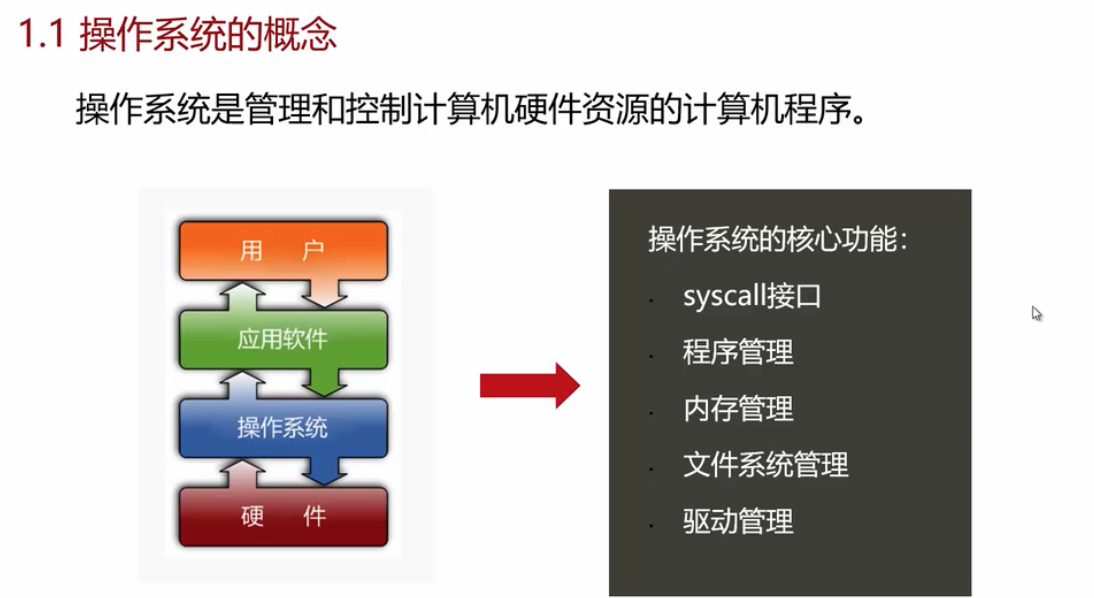 1.1 操作系统的概念
操作系统是管理和控制计算机硬件资源的计算机程序。
用 户
应用软件
操作系统
硬 件
操作系统的核心功能：
syscall接口
程序管理
内存管理
文件系统管理
驱动管理